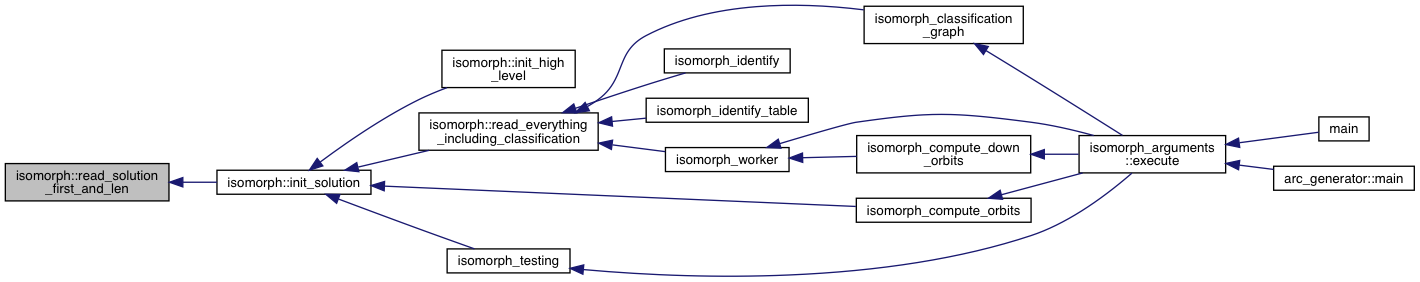 isomorph::read_solution
_first_and_len
isomorph::init_solution
isomorph::init_high
_level
isomorph::read_everything
_including_classification
isomorph_testing
isomorph_identify
isomorph_identify_table
isomorph_worker
isomorph_classification
_graph
isomorph_compute_down
_orbits
isomorph_compute_orbits
isomorph_arguments
::execute
main
arc_generator::main